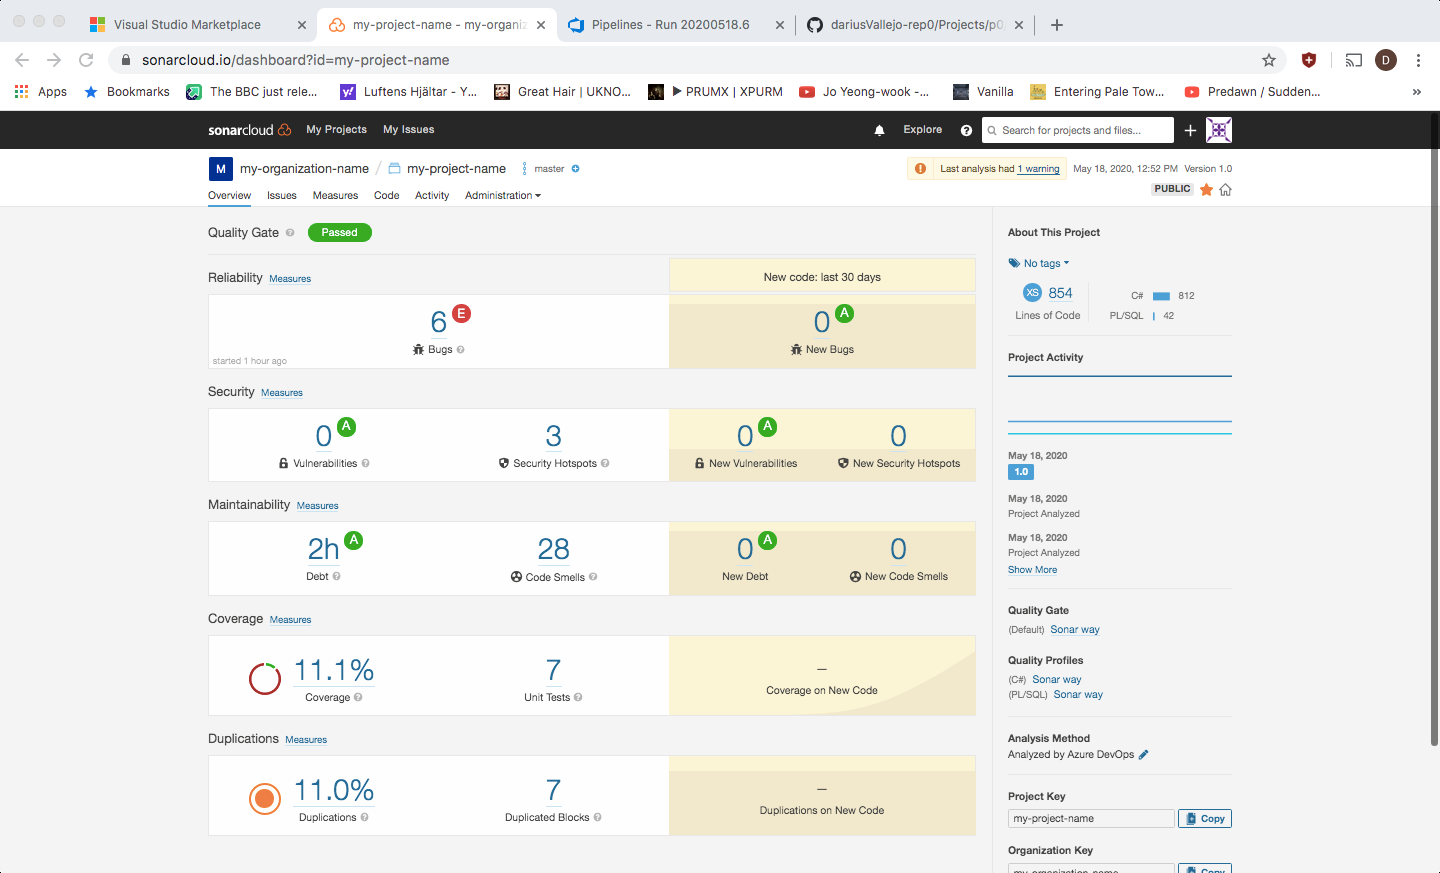 Visual Studio Marketplace
my-project-name - my-organiz
Pipelines - Run 20200518.6
dariusVallejo-rep0/Projects/p0
sonarcloud.io/dashboard?id=my-project-name
D
Apps
Bookmarks
The BBC just rele...
Luftens Hjältar - Y...
Great Hair | UKNO...
▶ PRUMX | XPURM
Jo Yeong-wook -...
Vanilla
Entering Pale Tow...
Predawn / Sudden...
»
sonarcloud
My Projects
My Issues
Explore
Search for projects and files...
M
my-organization-name / my-project-name
master
Last analysis had 1 warning
May 18, 2020, 12:52 PM
Version 1.0
Overview
Issues
Measures
Code
Activity
Administration
PUBLIC
Quality Gate
Passed
Reliability
Measures
New code: last 30 days
6 E
Bugs
started 1 hour ago
0 A
New Bugs
Security
Measures
0 A
Vulnerabilities
3
Security Hotspots
0 A
New Vulnerabilities
0
New Security Hotspots
Maintainability
Measures
2h A
Debt
28
Code Smells
0 A
New Debt
0
New Code Smells
Coverage
Measures
11.1%
Coverage
7
Unit Tests
–
Coverage on New Code
Duplications
Measures
11.0%
Duplications
7
Duplicated Blocks
–
Duplications on New Code
About This Project
No tags
XS 854
Lines of Code
C# 812
PL/SQL 42
Project Activity
May 18, 2020
1.0
May 18, 2020
Project Analyzed
May 18, 2020
Project Analyzed
Show More
Quality Gate
(Default) Sonar way
Quality Profiles
(C#) Sonar way
(PL/SQL) Sonar way
Analysis Method
Analyzed by Azure DevOps
Project Key
my-project-name
Copy
Organization Key
my-organization-name
Copy